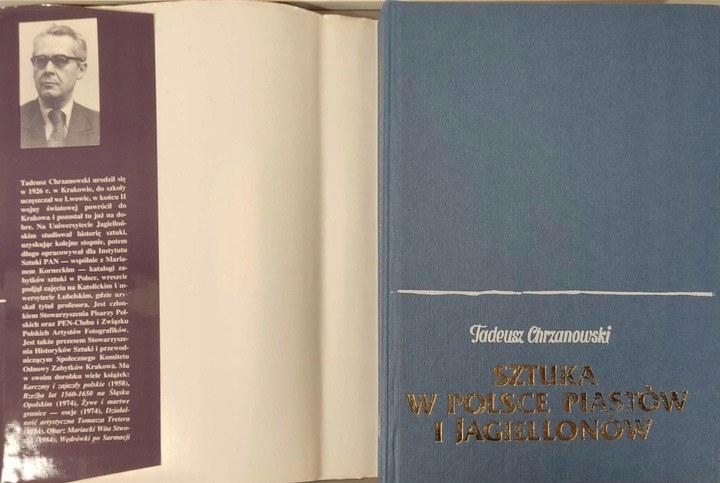 Tadeusz Chrzanowski urodził się
w 1926 r. w Krakowie, do szkoły
uczęszczał we Lwowie, w końcu II
wojny światowej powrócił do
Krakowa i pozostał tu już na do-
bre. Na Uniwersytecie Jagielloń-
skim studiował historię sztuki,
uzyskując kolejne stopnie, potem
długo opracowywał dla Instytutu
Sztuki PAN — wspólnie z Maria-
nem Korneckim — katalogi za-
bytków sztuki w Polsce, wreszcie
podjął zajęcia na Katolickim Uni-
wersytecie Lubelskim, gdzie uzy-
skał tytuł profesora. Jest człon-
kiem Stowarzyszenia Pisarzy Pol-
skich oraz PEN-Clubu i Związku
Polskich Artystów Fotografików.
Jest także prezesem Stowarzysze-
nia Historyków Sztuki i przewod-
niczącym Społecznego Komitetu
Odnowy Zabytków Krakowa. Ma
w swoim dorobku wiele książek:
Karczmy i zajazdy polskie (1958),
Rzeźba lat 1560-1650 na Śląsku
Opolskim (1974), Żywe i martwe
granice — eseje (1974), Działal-
ność artystyczna Tomasza Tretera
(1984), Ołtarz Mariacki Wita Stwo-
(1984), Wędrówki po Sarmacji
Tadeusz Chrzanowski
SZTUKA
W POLSCE PIASTÓW
I JAGIELLONÓW